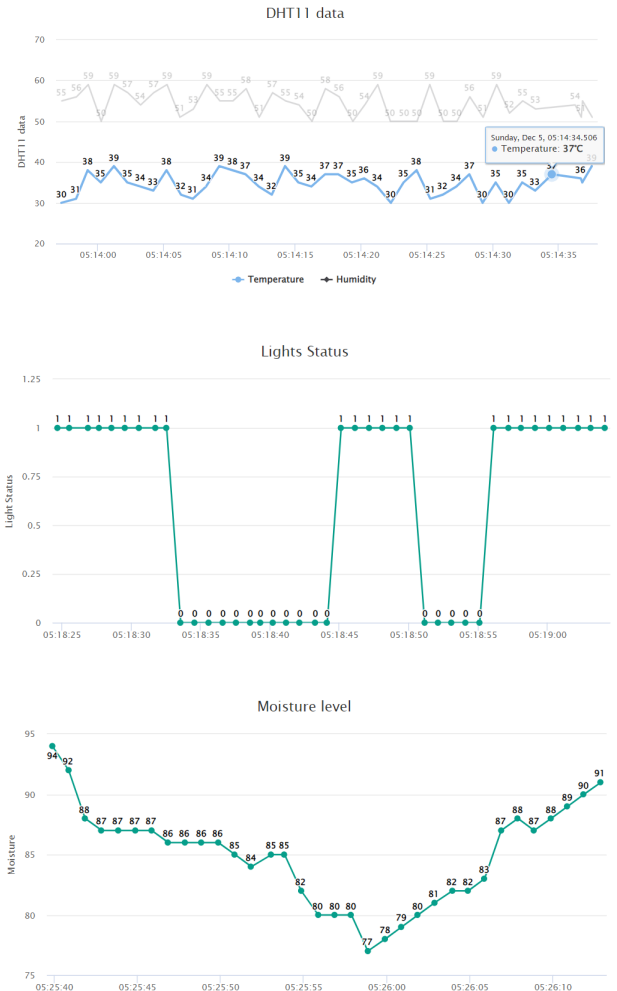 DHT11 data
70
60
50
40
30
20
DHT11 data
55 56 59 50 59 57 54 57 59 51 53 59 55 55 58 51 57 55 54 50 58 56 50 54 59 50 50 50 59 50 50 56 51 59 52 55 53 54 51
Sunday, Dec 5, 05:14:34.506
Temperature: 37℃
30 31 38 35 39 35 34 33 38 32 31 34 39 38 37 34 32 39 35 34 37 37 35 36 34 30 35 38 31 32 34 37 30 35 30 35 33 37 36 39
05:14:00 05:14:05 05:14:10 05:14:15 05:14:20 05:14:25 05:14:30 05:14:35
Temperature Humidity
Lights Status
1.25
1
0.75
0.5
0.25
0
Light Status
1 1 1 1 1 1 1 1 1 1 1 1 1 1 1 1 1 1 1 1 1 1 1 1
0 0 0 0 0 0 0 0 0 0 0 0 0 0 0 0 0
05:18:25 05:18:30 05:18:35 05:18:40 05:18:45 05:18:50 05:18:55 05:19:00
Moisture level
95
90
85
80
75
Moisture
94 92 88 87 87 87 87 86 86 86 86 85 84 85 85 82 80 80 80 77 78 79 80 81 82 82 83 87 88 87 88 89 90 91
05:25:40 05:25:45 05:25:50 05:25:55 05:26:00 05:26:05 05:26:10